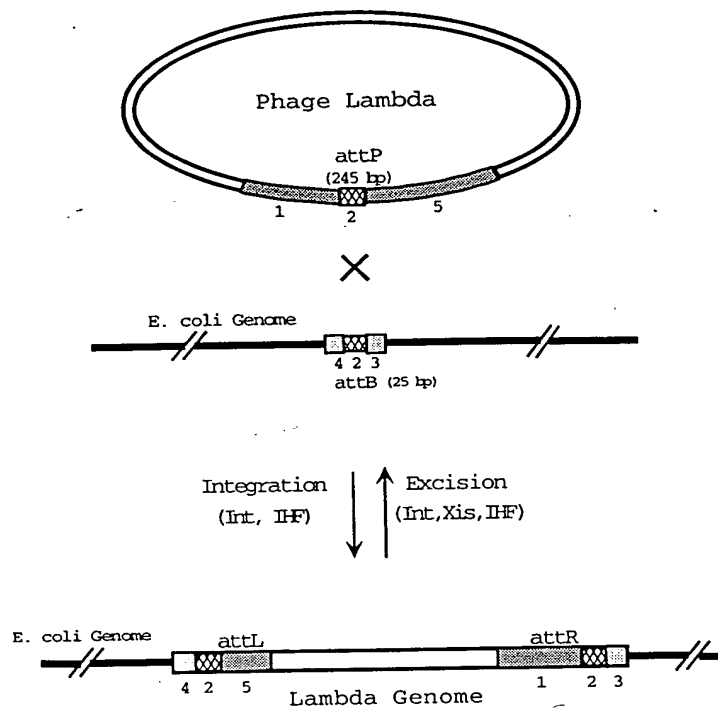 Phage Lambda
attP
(245 bp)
1 2 5
E. coli Genome
4 2 3
attB (25 bp)
Integration
(Int, IHF)
Excision
(Int,Xis,IHF)
E. coli Genome
attL
attR
4 2 5
1 2 3
Lambda Genome